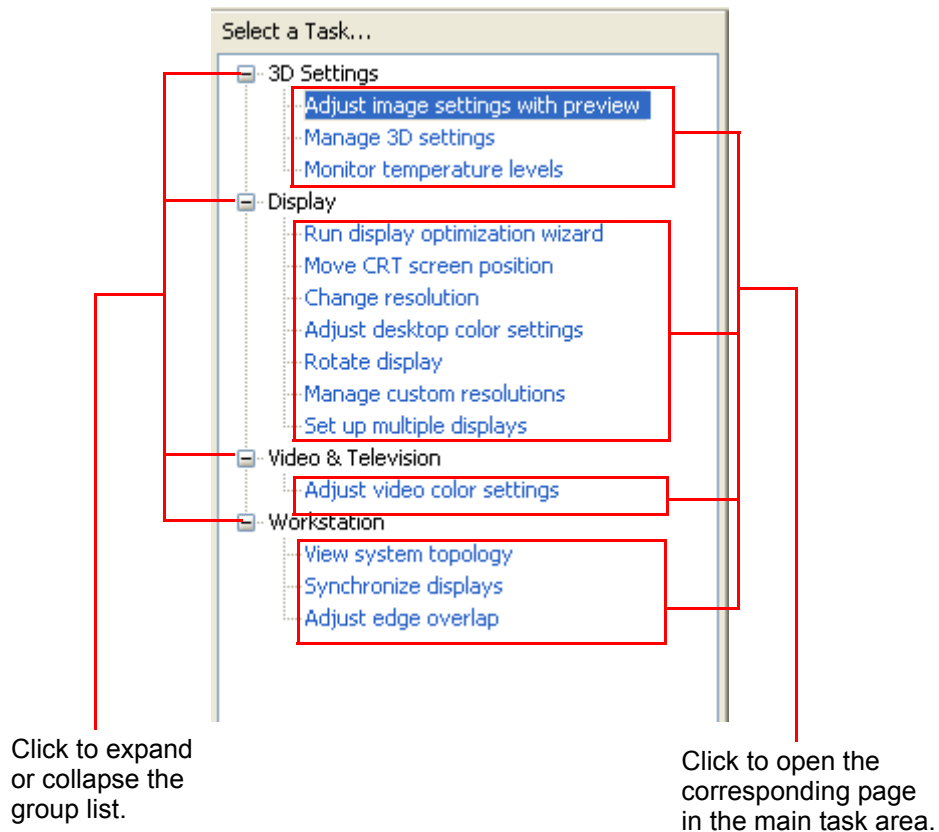 Select a Task...
3D Settings
Adjust image settings with preview
Manage 3D settings
Monitor temperature levels
Display
Run display optimization wizard
Move CRT screen position
Change resolution
Adjust desktop color settings
Rotate display
Manage custom resolutions
Set up multiple displays
Video & Television
Adjust video color settings
Workstation
View system topology
Synchronize displays
Adjust edge overlap
Click to expand
or collapse the
group list.
Click to open the
corresponding page
in the main task area.